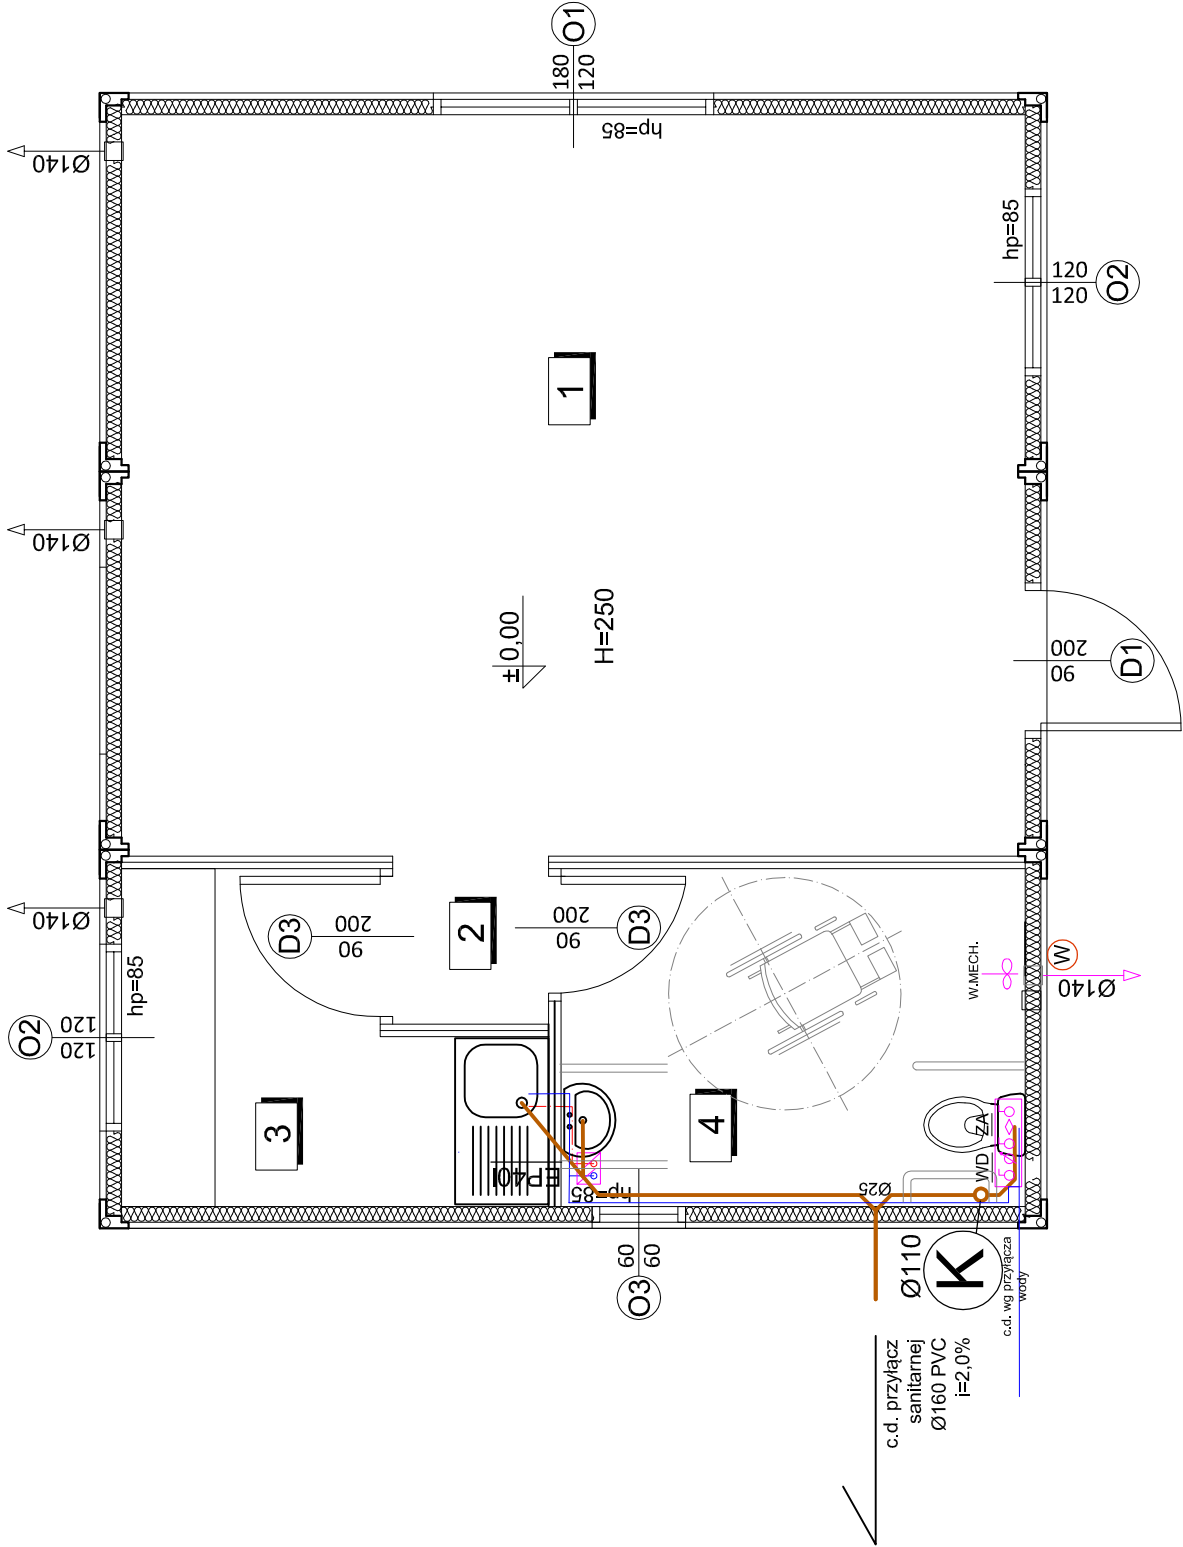 O1
180
120
hp=85
Ø140
Ø140
Ø140
hp=85
120
120
O2
1
±0,00
H=250
200
90
D1
O2
120
120
hp=85
D3
200
90
2
200
90
D3
3
4
W.MECH.
W
Ø140
EP40l
hp=85
60
60
O3
Ø25
WD
ZA
Ø110
K
c.d. wg przyłącza
wody
c.d. przyłącz
sanitarnej
Ø160 PVC
i=2,0%